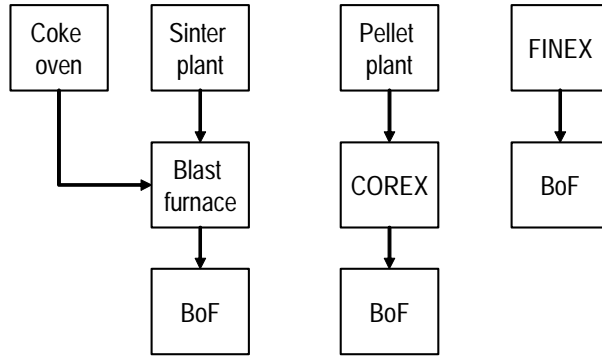 Coke
oven
Sinter
plant
Pellet
plant
FINEX
Blast
furnace
COREX
BoF
BoF
BoF